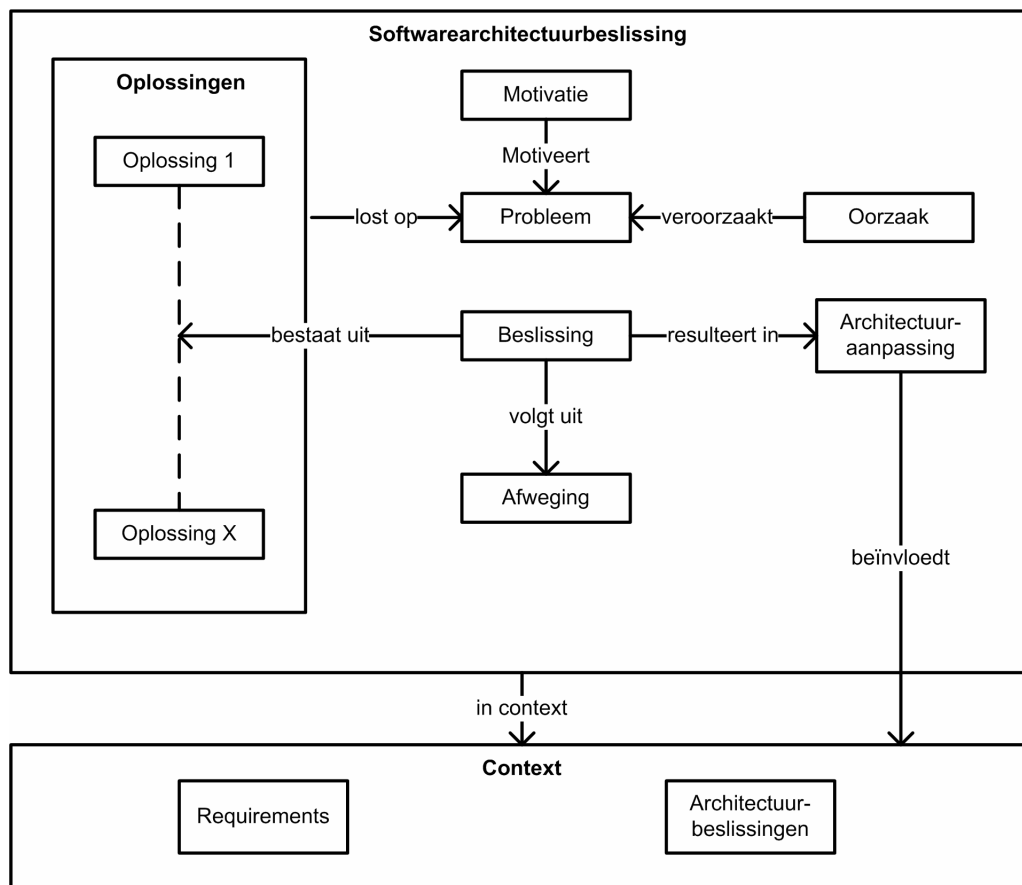 Softwarearchitectuurbeslissing
Oplossingen
Motivatie
Oplossing 1
Motiveert
lost op
Probleem
veroorzaakt
Oorzaak
bestaat uit
Beslissing
resulteert in
Architectuur-
aanpassing
volgt uit
Afweging
Oplossing X
beïnvloedt
in context
Context
Requirements
Architectuur-
beslissingen